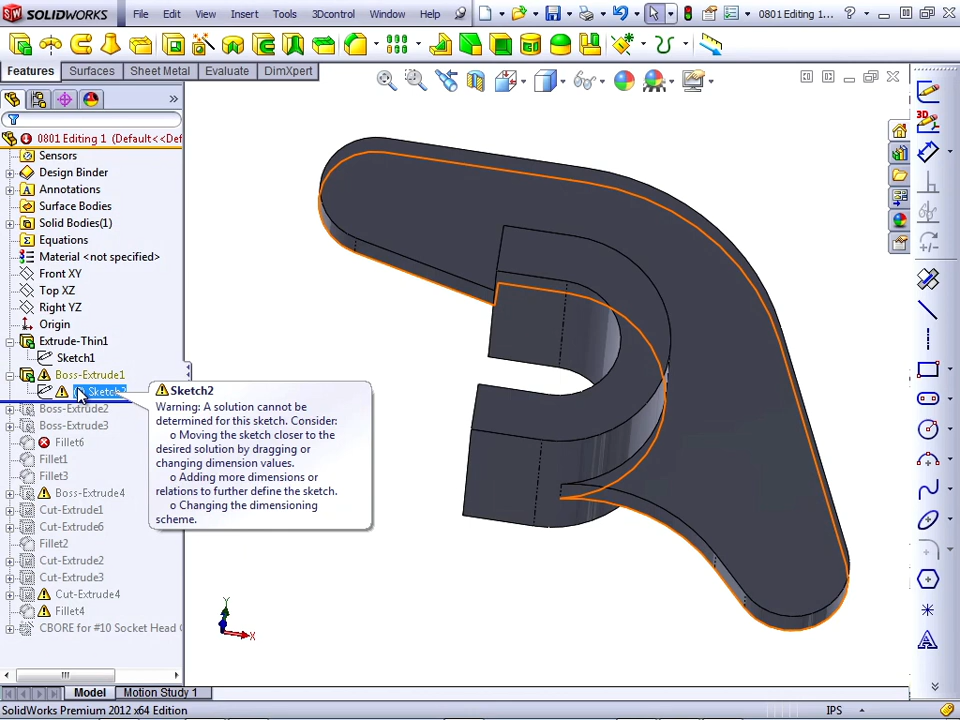 SOLIDWORKS File Edit View Insert Tools 3Dcontrol Window Help 0801 Editing 1...
Features Surfaces Sheet Metal Evaluate DimXpert
0801 Editing 1 (Default<<Def
Sensors
Design Binder
Annotations
Surface Bodies
Solid Bodies(1)
Equations
Material <not specified>
Front XY
Top XZ
Right YZ
Origin
Extrude-Thin1
Sketch1
Boss-Extrude1
Sketch2
Boss-Extrude2
Boss-Extrude3
Fillet6
Fillet1
Fillet3
Boss-Extrude4
Cut-Extrude1
Cut-Extrude6
Fillet2
Cut-Extrude2
Cut-Extrude3
Cut-Extrude4
Fillet4
CBORE for #10 Socket Head C
Sketch2
Warning: A solution cannot be
determined for this sketch. Consider:
o Moving the sketch closer to the
desired solution by dragging or
changing dimension values.
o Adding more dimensions or
relations to further define the sketch.
o Changing the dimensioning
scheme.
Y
X
3D
Model Motion Study 1
SolidWorks Premium 2012 x64 Edition IPS